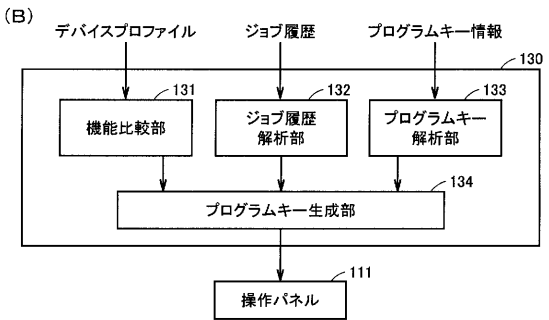 (B)
デバイスプロファイル ジョブ履歴 プログラムキー情報
130
131 132 133
機能比較部 ジョブ履歴 プログラムキー
解析部 解析部
134
プログラムキー生成部
111
操作パネル